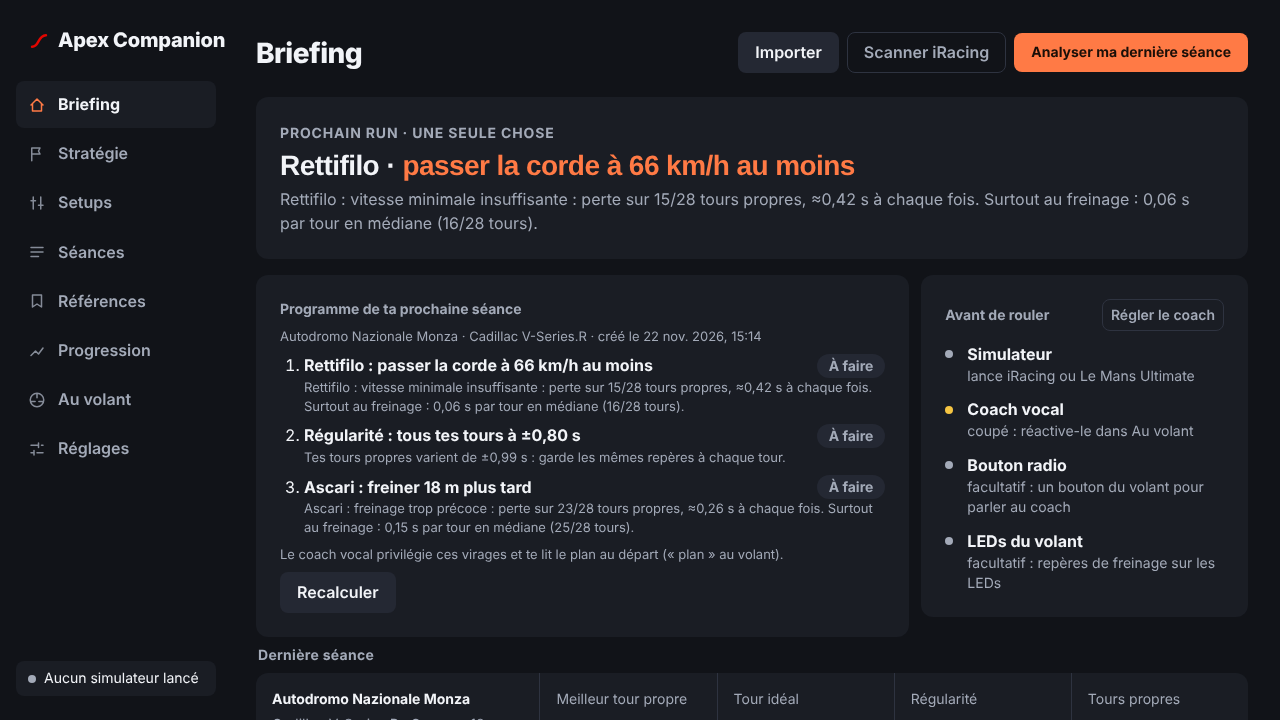 Apex Companion
Briefing
Stratégie
Setups
Séances
Références
Progression
Au volant
Réglages
Aucun simulateur lancé
Briefing
Importer
Scanner iRacing
Analyser ma dernière séance
PROCHAIN RUN · UNE SEULE CHOSE
Rettifilo · passer la corde à 66 km/h au moins
Rettifilo : vitesse minimale insuffisante : perte sur 15/28 tours propres, ≈0,42 s à chaque fois. Surtout au freinage : 0,06 s
par tour en médiane (16/28 tours).
Programme de ta prochaine séance
Autodromo Nazionale Monza · Cadillac V-Series.R · créé le 22 nov. 2026, 15:14
1. Rettifilo : passer la corde à 66 km/h au moins
À faire
Rettifilo : vitesse minimale insuffisante : perte sur 15/28 tours propres, ≈0,42 s à chaque fois.
Surtout au freinage : 0,06 s par tour en médiane (16/28 tours).
2. Régularité : tous tes tours à ±0,80 s
À faire
Tes tours propres varient de ±0,99 s : garde les mêmes repères à chaque tour.
3. Ascari : freiner 18 m plus tard
À faire
Ascari : freinage trop précoce : perte sur 23/28 tours propres, ≈0,26 s à chaque fois. Surtout
au freinage : 0,15 s par tour en médiane (25/28 tours).
Le coach vocal privilégie ces virages et te lit le plan au départ (« plan » au volant).
Recalculer
Avant de rouler
Régler le coach
Simulateur
lance iRacing ou Le Mans Ultimate
Coach vocal
coupé : réactive-le dans Au volant
Bouton radio
facultatif : un bouton du volant pour
parler au coach
LEDs du volant
facultatif : repères de freinage sur les
LEDs
Dernière séance
Autodromo Nazionale Monza
Meilleur tour propre
Tour idéal
Régularité
Tours propres